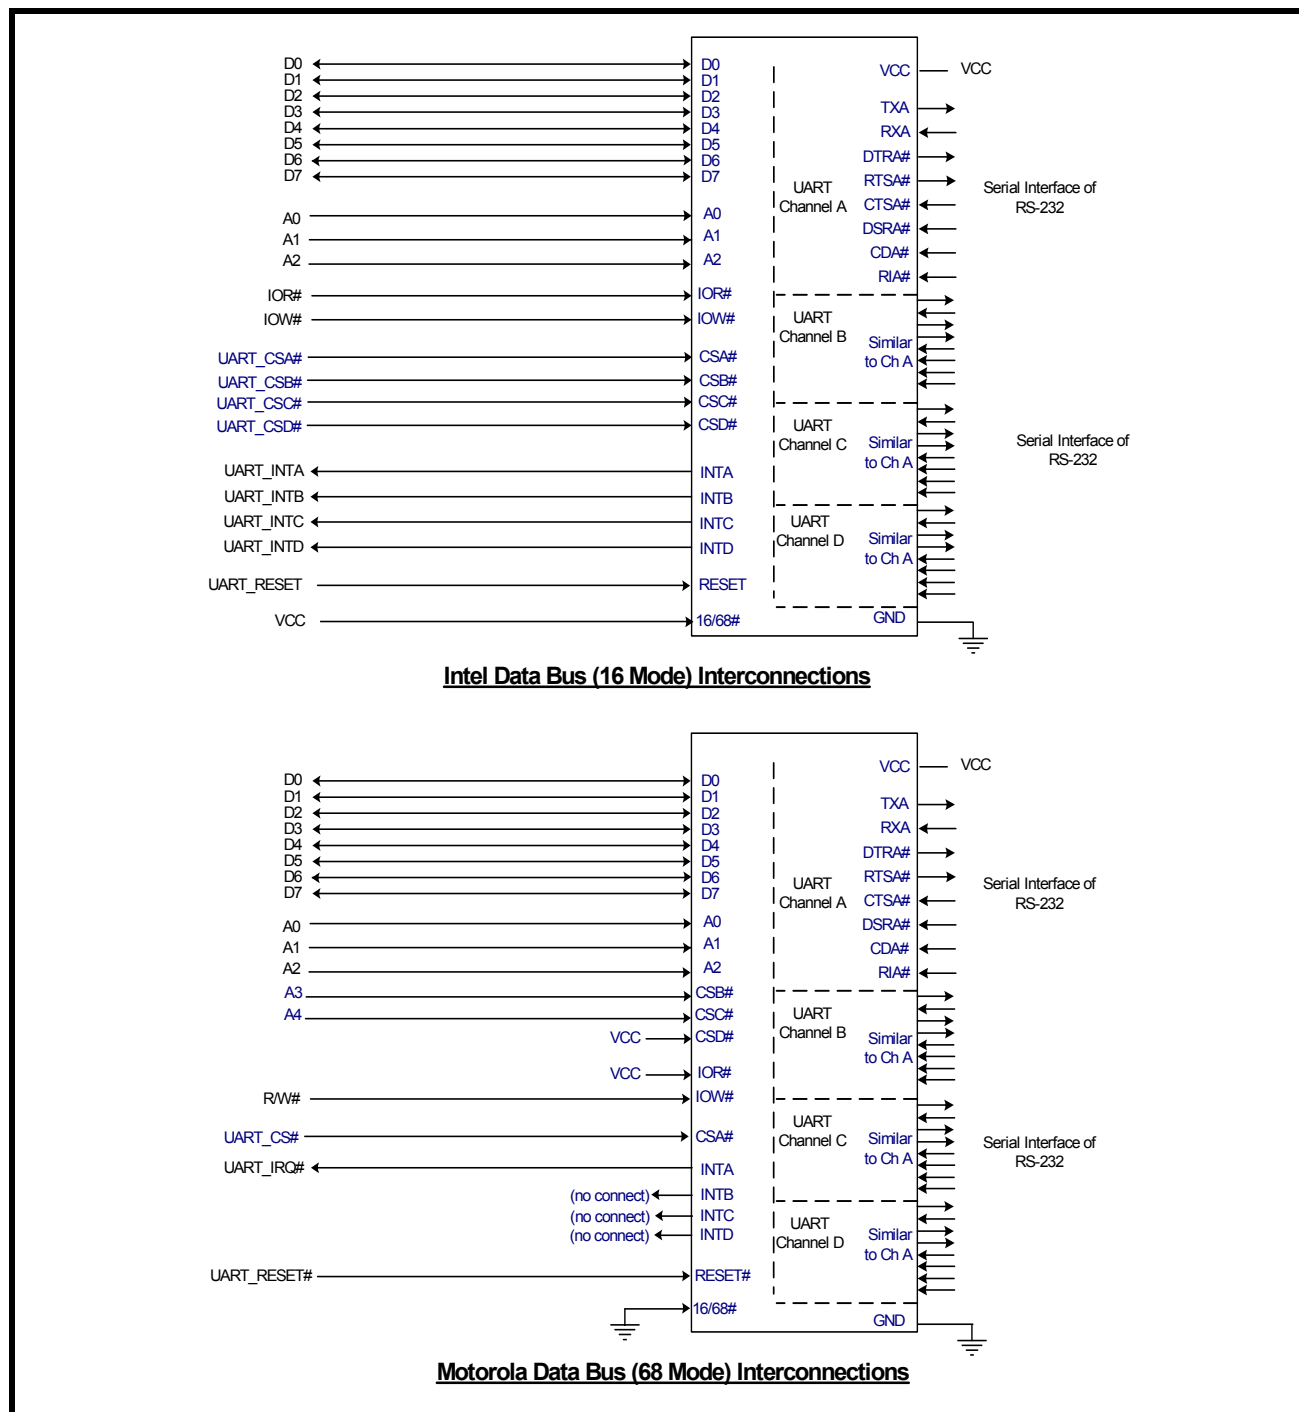 D0 D0 VCC VCC
D1 D1
D2 D2
D3 D3 TXA
D4 D4 RXA
D5 D5
D6 D6 DTRA#
D7 D7 UART RTSA# Serial Interface of
Channel A CTSA# RS-232
A0 A0 DSRA#
A1 A1
A2 A2 CDA#
RIA#
IOR# IOR#
IOW# IOW# UART
Channel B Similar
to Ch A
UART_CSA# CSA#
UART_CSB# CSB#
UART_CSC# CSC#
UART_CSD# CSD# UART
Channel C Similar Serial Interface of
to Ch A RS-232
UART_INTA INTA
UART_INTB INTB
UART_INTC INTC UART
UART_INTD INTD Channel D Similar
to Ch A
UART_RESET RESET
VCC 16/68# GND
Intel Data Bus (16 Mode) Interconnections
VCC VCC
D0 D0
D1 D1
D2 D2 TXA
D3 D3 RXA
D4 D4
D5 D5 DTRA#
D6 D6 RTSA#
D7 D7 UART Serial Interface of
Channel A CTSA# RS-232
A0 A0 DSRA#
A1 A1 CDA#
A2 A2 RIA#
A3 CSB#
A4 CSC# UART
VCC CSD# Channel B Similar
to Ch A
VCC IOR#
R/W# IOW#
UART
UART_CS# CSA# Channel C Similar Serial Interface of
to Ch A RS-232
UART_IRQ# INTA
(no connect) INTB
(no connect) INTC UART
(no connect) INTD Channel D Similar
to Ch A
UART_RESET# RESET#
16/68#
GND
Motorola Data Bus (68 Mode) Interconnections